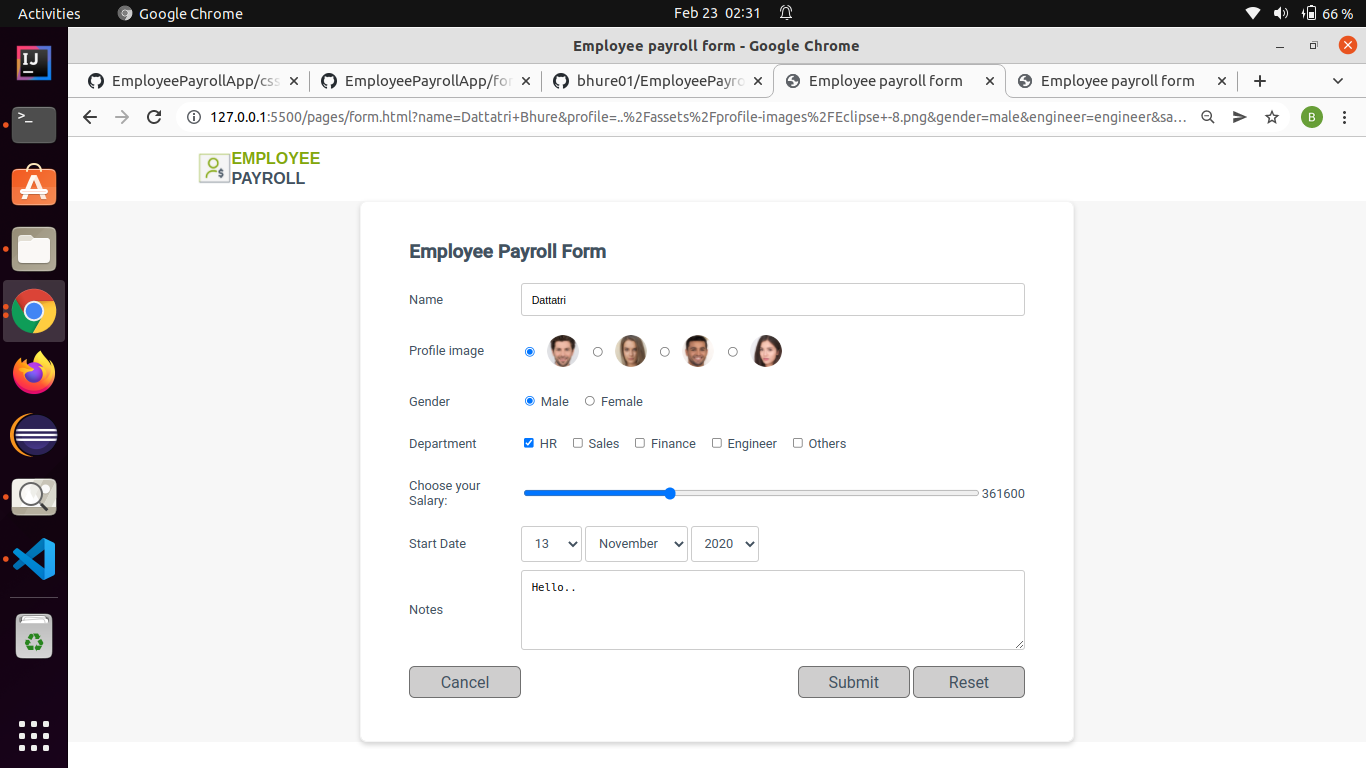 Activities Google Chrome Feb 23 02:31 66 %
Employee payroll form - Google Chrome
EmployeePayrollApp/css EmployeePayrollApp/for bhure01/EmployeePayro Employee payroll form Employee payroll form
127.0.0.1:5500/pages/form.html?name=Dattatri+Bhure&profile=..%2Fassets%2Fprofile-images%2FEclipse+-8.png&gender=male&engineer=engineer&sa... B
EMPLOYEE
PAYROLL
Employee Payroll Form
Name Dattatri
Profile image
Gender Male Female
Department HR Sales Finance Engineer Others
Choose your
Salary: 361600
Start Date 13 November 2020
Notes Hello..
Cancel Submit Reset